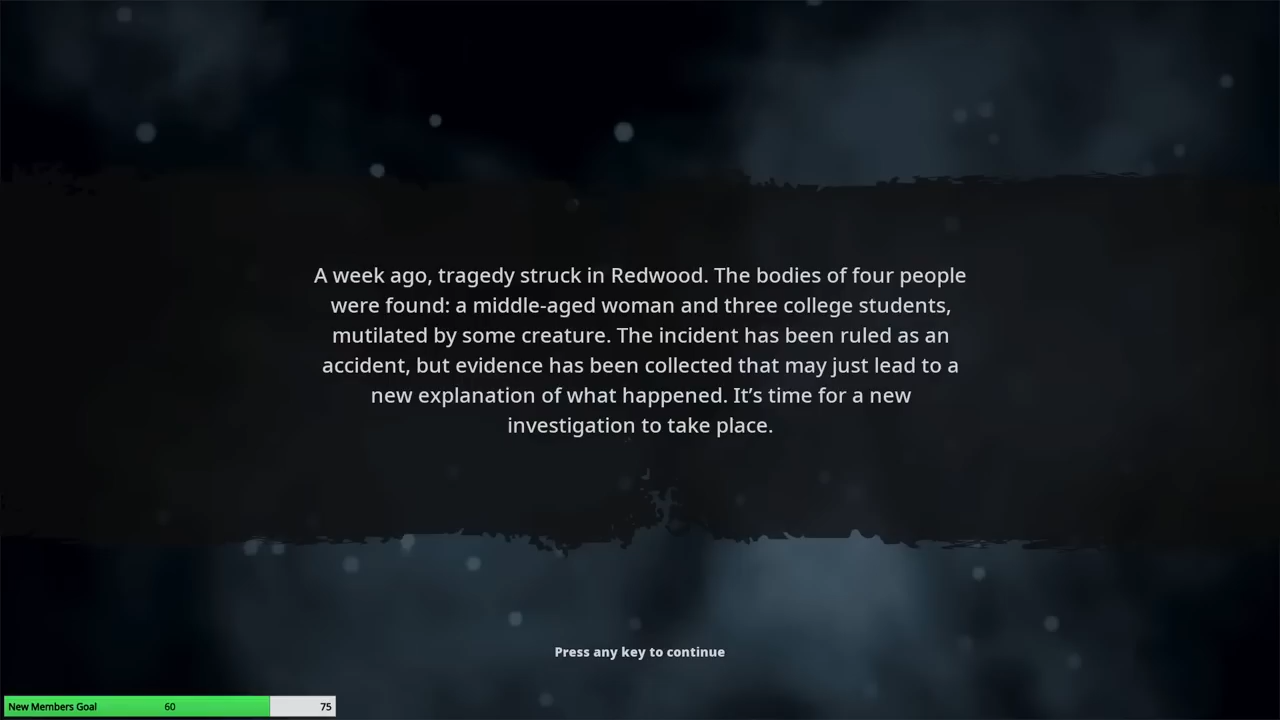 A week ago, tragedy struck in Redwood. The bodies of four people
were found: a middle-aged woman and three college students,
mutilated by some creature. The incident has been ruled as an
accident, but evidence has been collected that may just lead to a
new explanation of what happened. It’s time for a new
investigation to take place.
Press any key to continue
New Members Goal 60 75